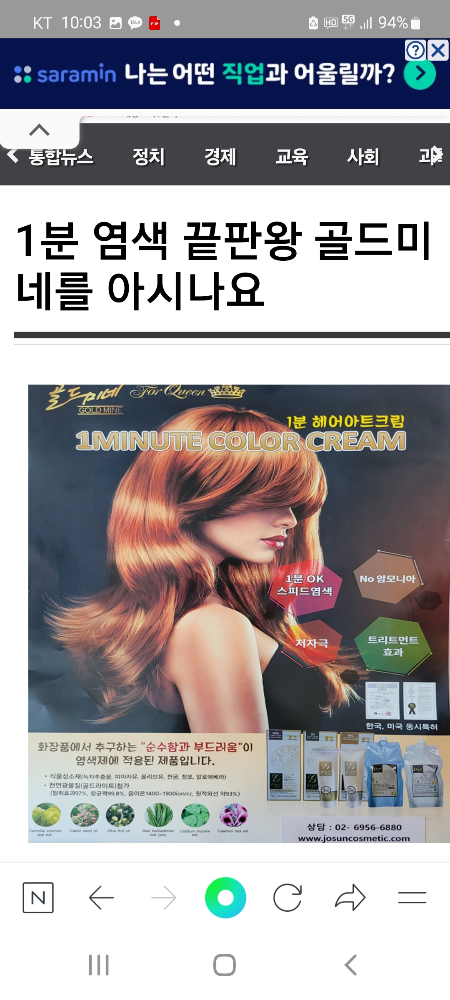 KT 10:03 TALK PDF HD 5G 94%
saramin 나는 어떤 직업과 어울릴까?
통합뉴스 정치 경제 교육 사회
1분 염색 끝판왕 골드미
네를 아시나요
골드미네 For Queen
GOLD MINE
1분 헤어아트크림
1MINUTE COLOR CREAM
1분 OK
스피드염색
No 암모니아
저자극
트리트먼트
효과
한국, 미국 동시특허
화장품에서 추구하는 "순수함과 부드러움"이
염색제에 적용된 제품입니다.
· 식물성소재(녹차추출물, 피마자유, 올리브유, 천궁, 창포, 알로에베라)
· 천연광물질(골드라이트)첨가
(탈취효과97%, 항균력99.8%, 음이온1400~1900ion/cc, 원적외선 약93%)
5RN 3N 9RG
1제 2제
Camellia sinensis
leaf ext,
Castor seed oil
Olive fruit oil
Aloe barbadensis
leaf juice
Cnidium rhizome
ext,
Calamus root ext,
상담 : 02- 6956-6880
www.josuncosmetic.com
N